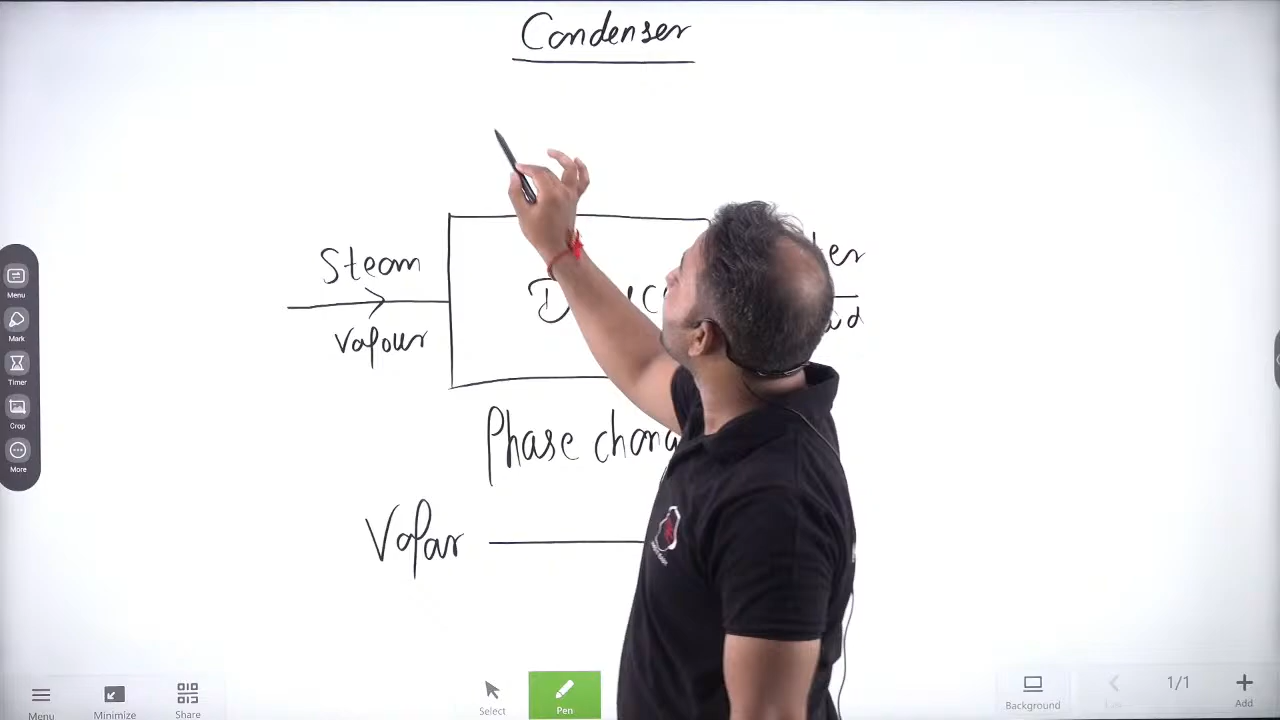 Condenser
Steam
Vapour
Phase chang
Vapar
Menu
Mark
Timer
Crop
More
Menu
Minimize
Share
Select
Pen
Background
1/1
Add